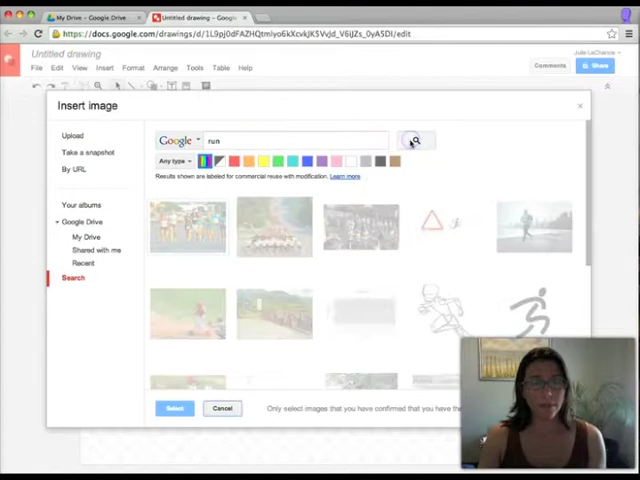 My Drive - Google Drive
Untitled drawing - Google
https://docs.google.com/drawings/d/
/edit
Untitled drawing
Julie LaChance
File Edit View Insert Format Arrange Tools Table Help
Comments
Share
Insert image
Upload
Take a snapshot
By URL
Your albums
Google Drive
My Drive
Shared with me
Recent
Search
Google
run
Any type
Results shown are labeled for commercial reuse with modification. Learn more
Select
Cancel
Only select images that you have confirmed that you have the